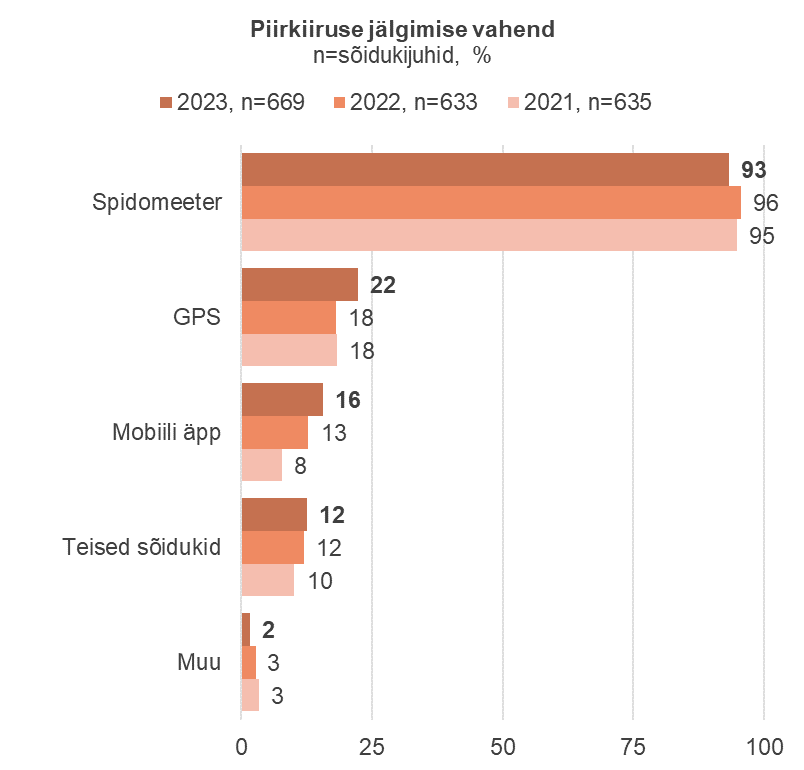 Piirkiiruse jälgimise vahend
n=sõidukijuhid, %
2023, n=669 2022, n=633 2021, n=635
Spidomeeter
93
96
95
GPS
22
18
18
Mobiili äpp
16
13
8
Teised sõidukid
12
12
10
Muu
2
3
3
0 25 50 75 100